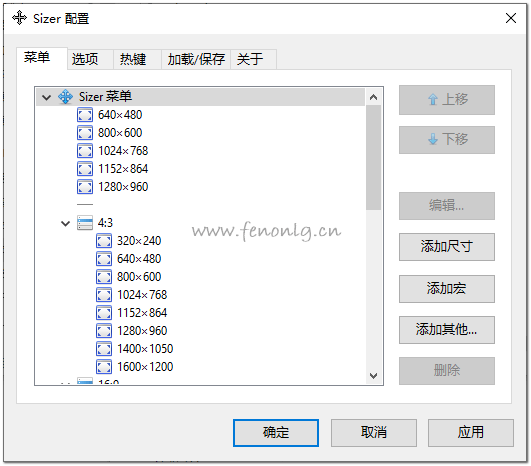 Sizer 配置
菜单 选项 热键 加载/保存 关于
Sizer 菜单
640×480
800×600
1024×768
1152×864
1280×960
4:3
320×240
640×480
800×600
1024×768
1152×864
1280×960
1400×1050
1600×1200
上移
下移
编辑...
添加尺寸
添加宏
添加其他...
删除
www.fenonlg.cn
确定 取消 应用